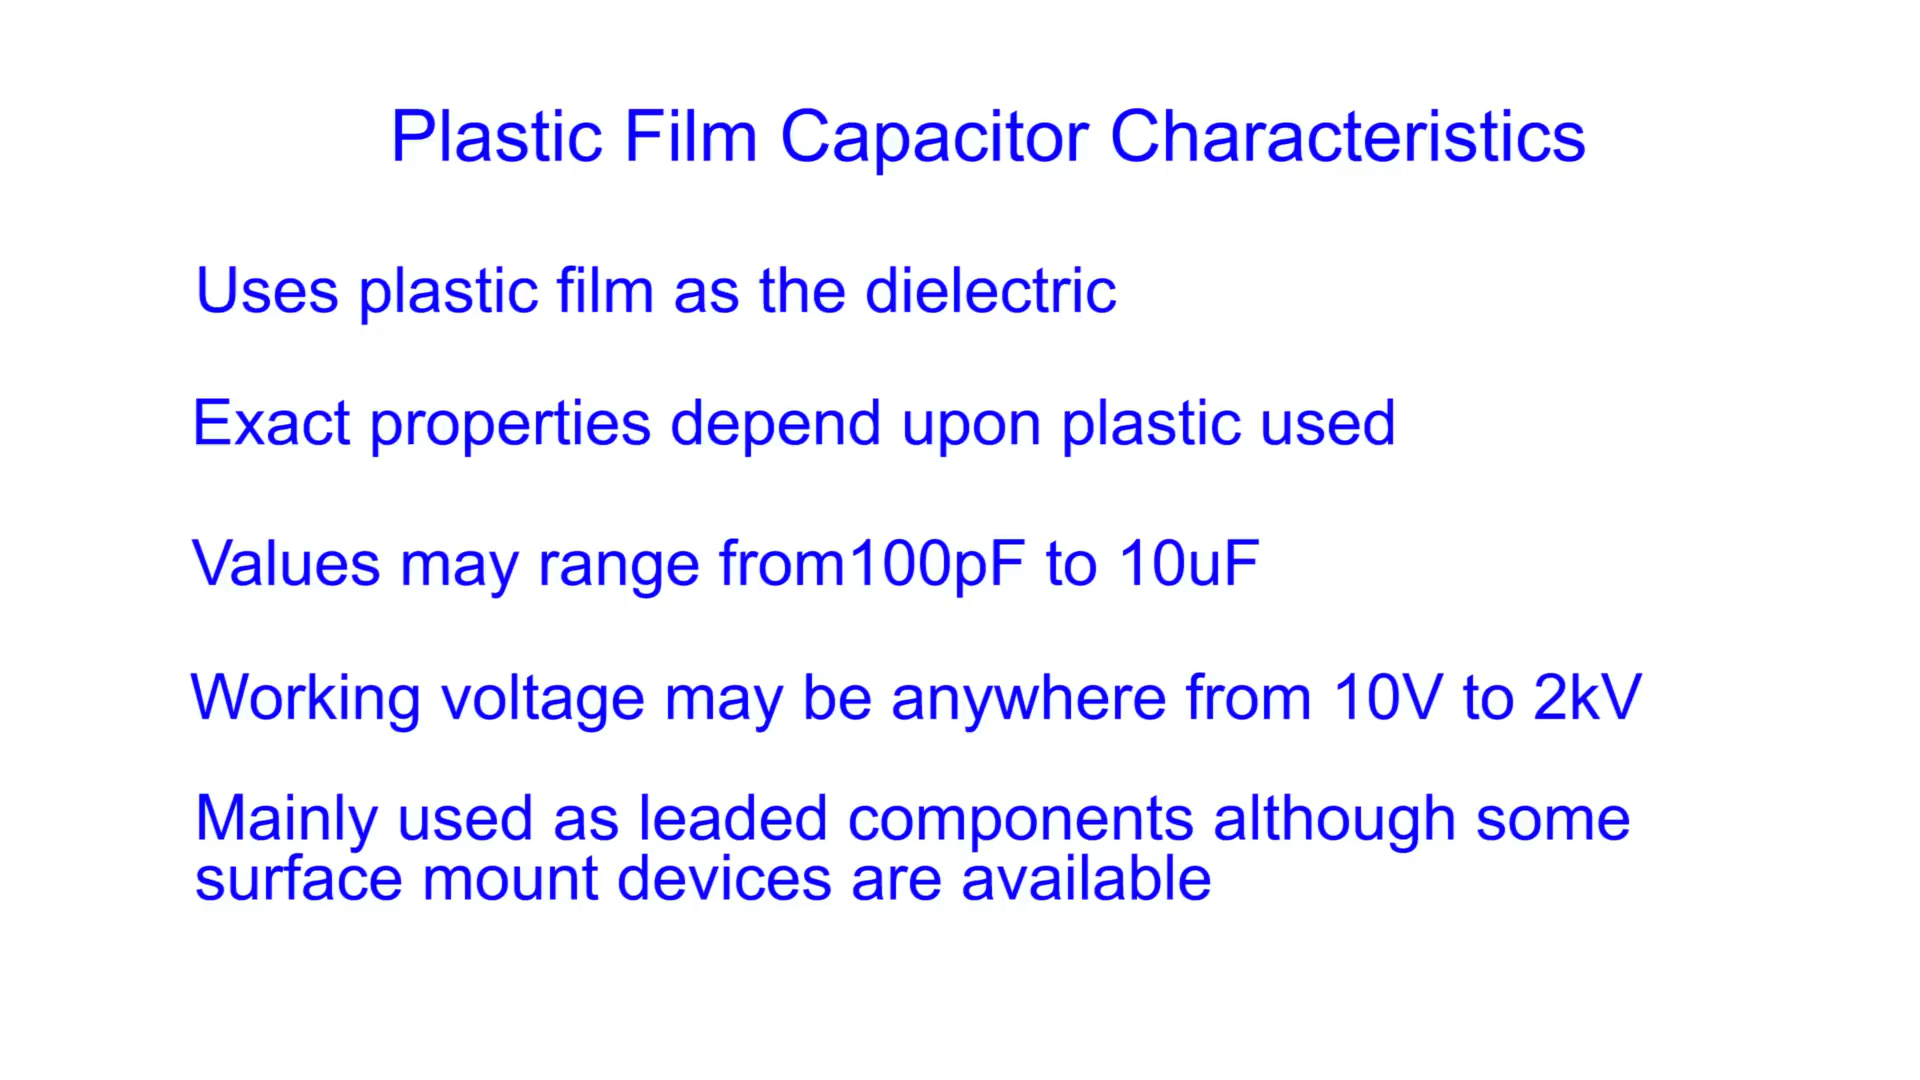 Plastic Film Capacitor Characteristics
Uses plastic film as the dielectric
Exact properties depend upon plastic used
Values may range from100pF to 10uF
Working voltage may be anywhere from 10V to 2kV
Mainly used as leaded components although some
surface mount devices are available